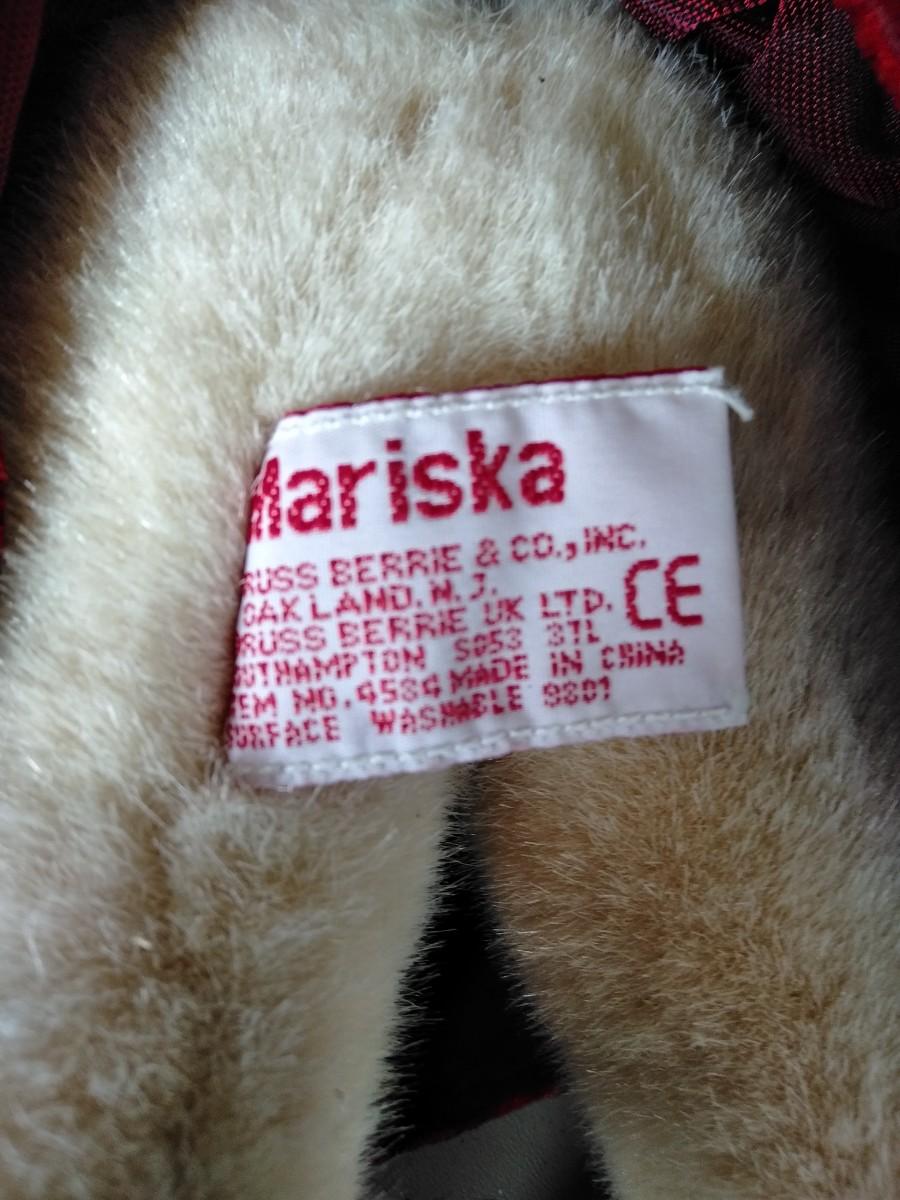 Mariska
RUSS BERRIE & CO., INC.
OAKLAND. N. J.
RUSS BERRIE UK LTD.
CE
SOUTHAMPTON SO53 3TL
ITEM NO. 4584 MADE IN CHINA
SURFACE WASHABLE 9801